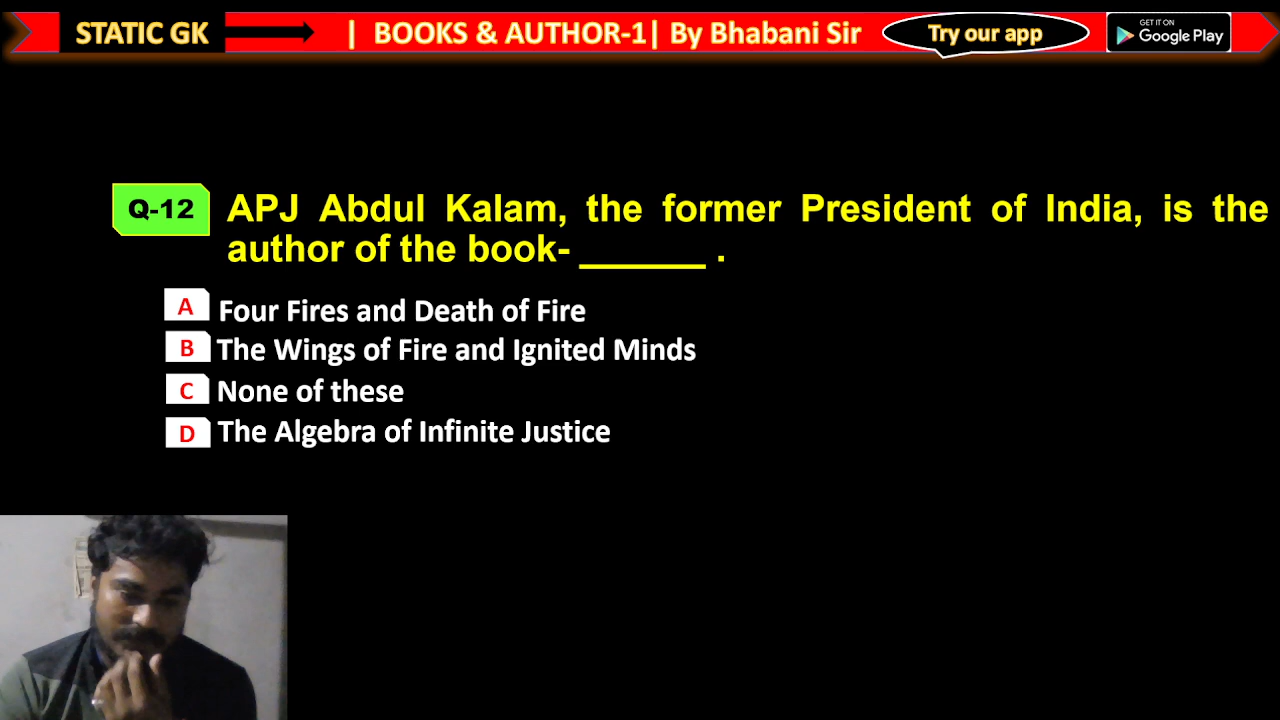 STATIC GK | BOOKS & AUTHOR-1| By Bhabani Sir Try our app GET IT ON Google Play
Q-12 APJ Abdul Kalam, the former President of India, is the
author of the book- ______ .
A Four Fires and Death of Fire
B The Wings of Fire and Ignited Minds
C None of these
D The Algebra of Infinite Justice